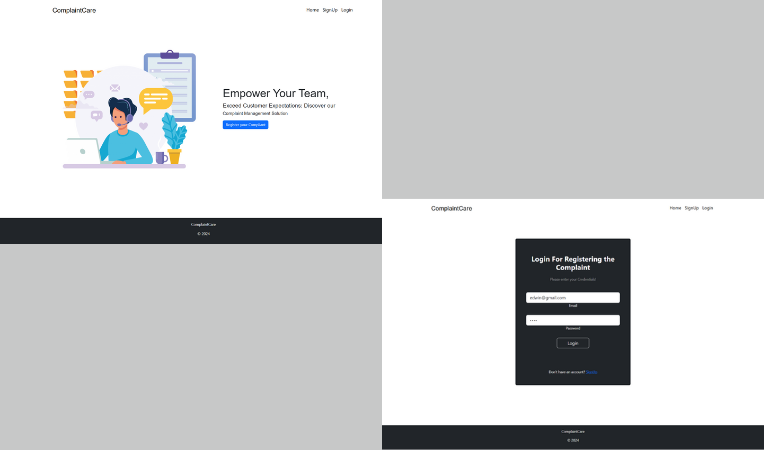 ComplaintCare
Home SignUp Login
Empower Your Team,
Exceed Customer Expectations: Discover our
Complaint Management Solution
Register your Complaint
ComplaintCare
© 2024
ComplaintCare
Home SignUp Login
Login For Registering the
Complaint
Please enter your Credentials
edwin@gmail.com
Email
Password
Login
Don't have an account? SignUp
ComplaintCare
© 2024